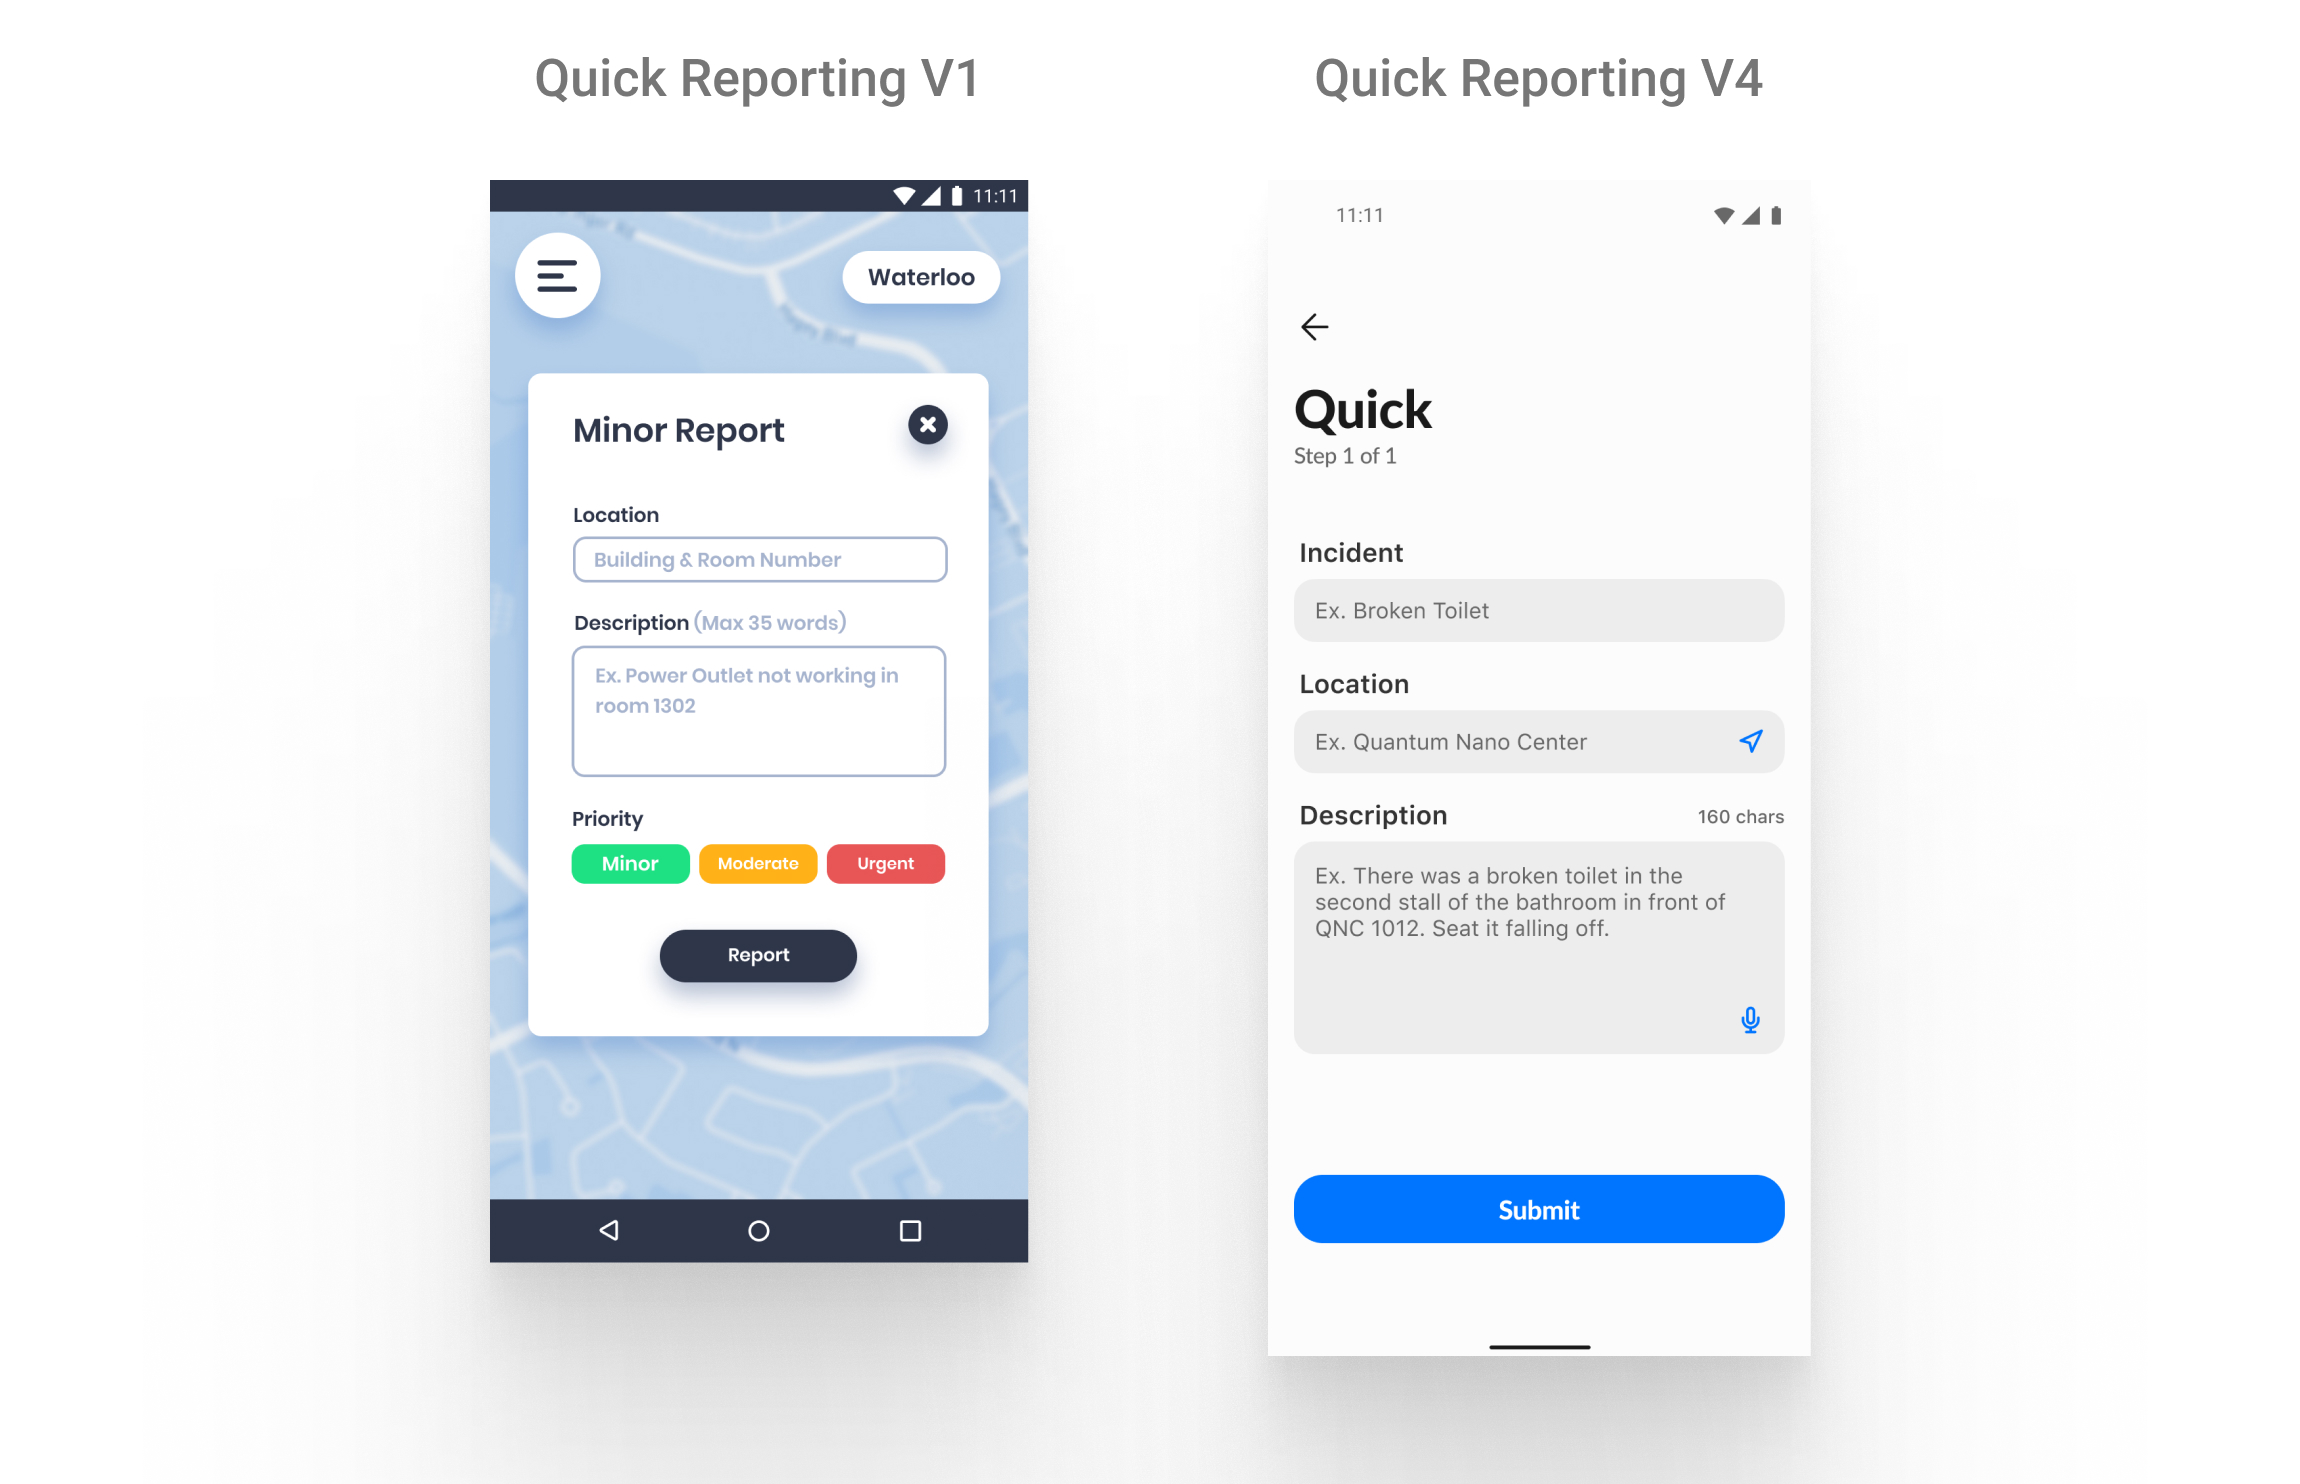 Quick Reporting V1
11:11
Waterloo
Minor Report
Location
Building & Room Number
Description (Max 35 words)
Ex. Power Outlet not working in
room 1302
Priority
Minor
Moderate
Urgent
Report
Quick Reporting V4
11:11
Quick
Step 1 of 1
Incident
Ex. Broken Toilet
Location
Ex. Quantum Nano Center
Description
160 chars
Ex. There was a broken toilet in the
second stall of the bathroom in front of
QNC 1012. Seat it falling off.
Submit